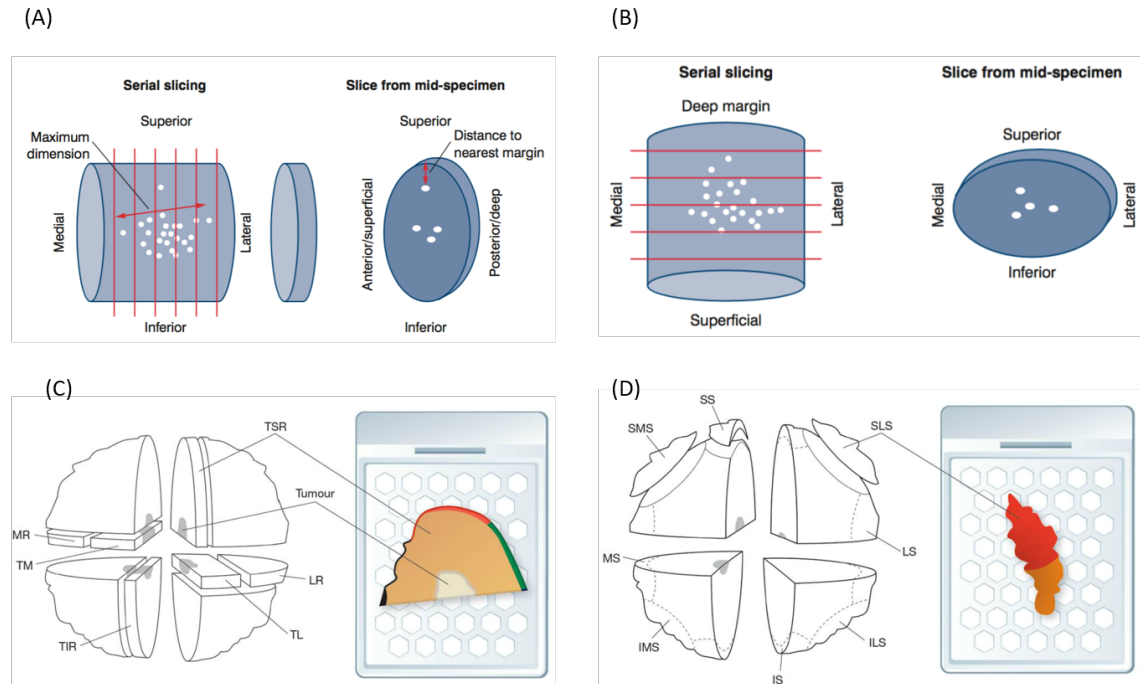 (A)
Serial slicing
Slice from mid-specimen
Superior
Superior
Maximum
dimension
Distance to
nearest margin
Medial
Lateral
Anterior/superficial
Posterior/deep
Inferior
Inferior
(B)
Serial slicing
Slice from mid-specimen
Deep margin
Superior
Medial
Lateral
Medial
Lateral
Inferior
Superficial
(C)
TSR
Tumour
MR
TM
LR
TL
TIR
(D)
SS
SMS
SLS
MS
LS
IMS
ILS
IS